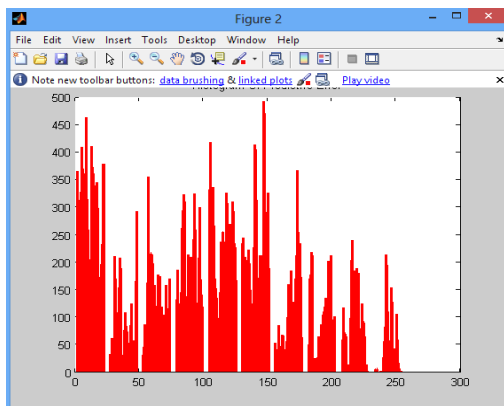 Figure 2
File Edit View Insert Tools Desktop Window Help
Note new toolbar buttons: data brushing & linked plots Play video
500
450
400
350
300
250
200
150
100
50
0
0 50 100 150 200 250 300